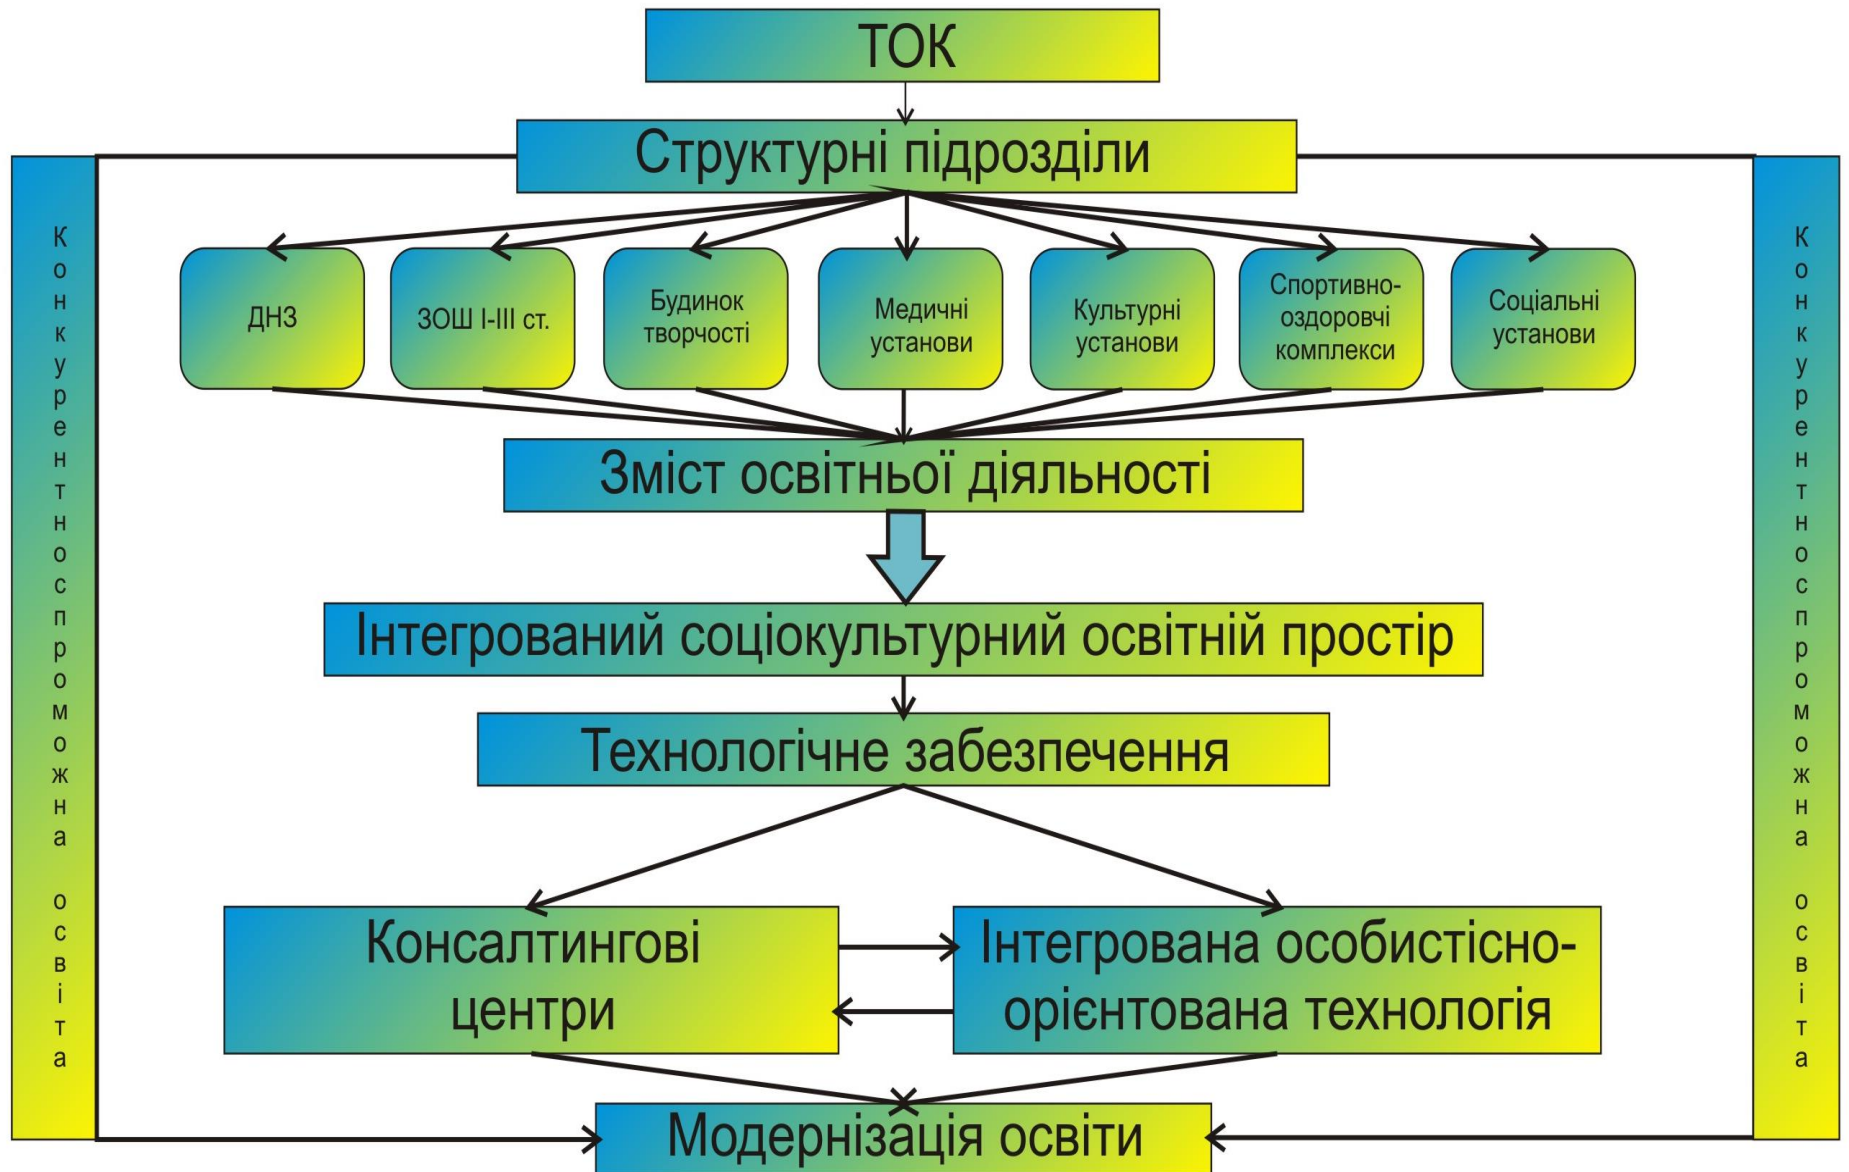 ТОК
Структурні підрозділи
Конкурентноспроможна освіта
ДНЗ
ЗОШ І-ІІІ ст.
Будинок
творчості
Медичні
установи
Культурні
установи
Спортивно-
оздоровчі
комплекси
Соціальні
установи
Конкурентноспроможна освіта
Зміст освітньої діяльності
Інтегрований соціокультурний освітній простір
Технологічне забезпечення
Консалтингові
центри
Інтегрована особистісно-
орієнтована технологія
Модернізація освіти